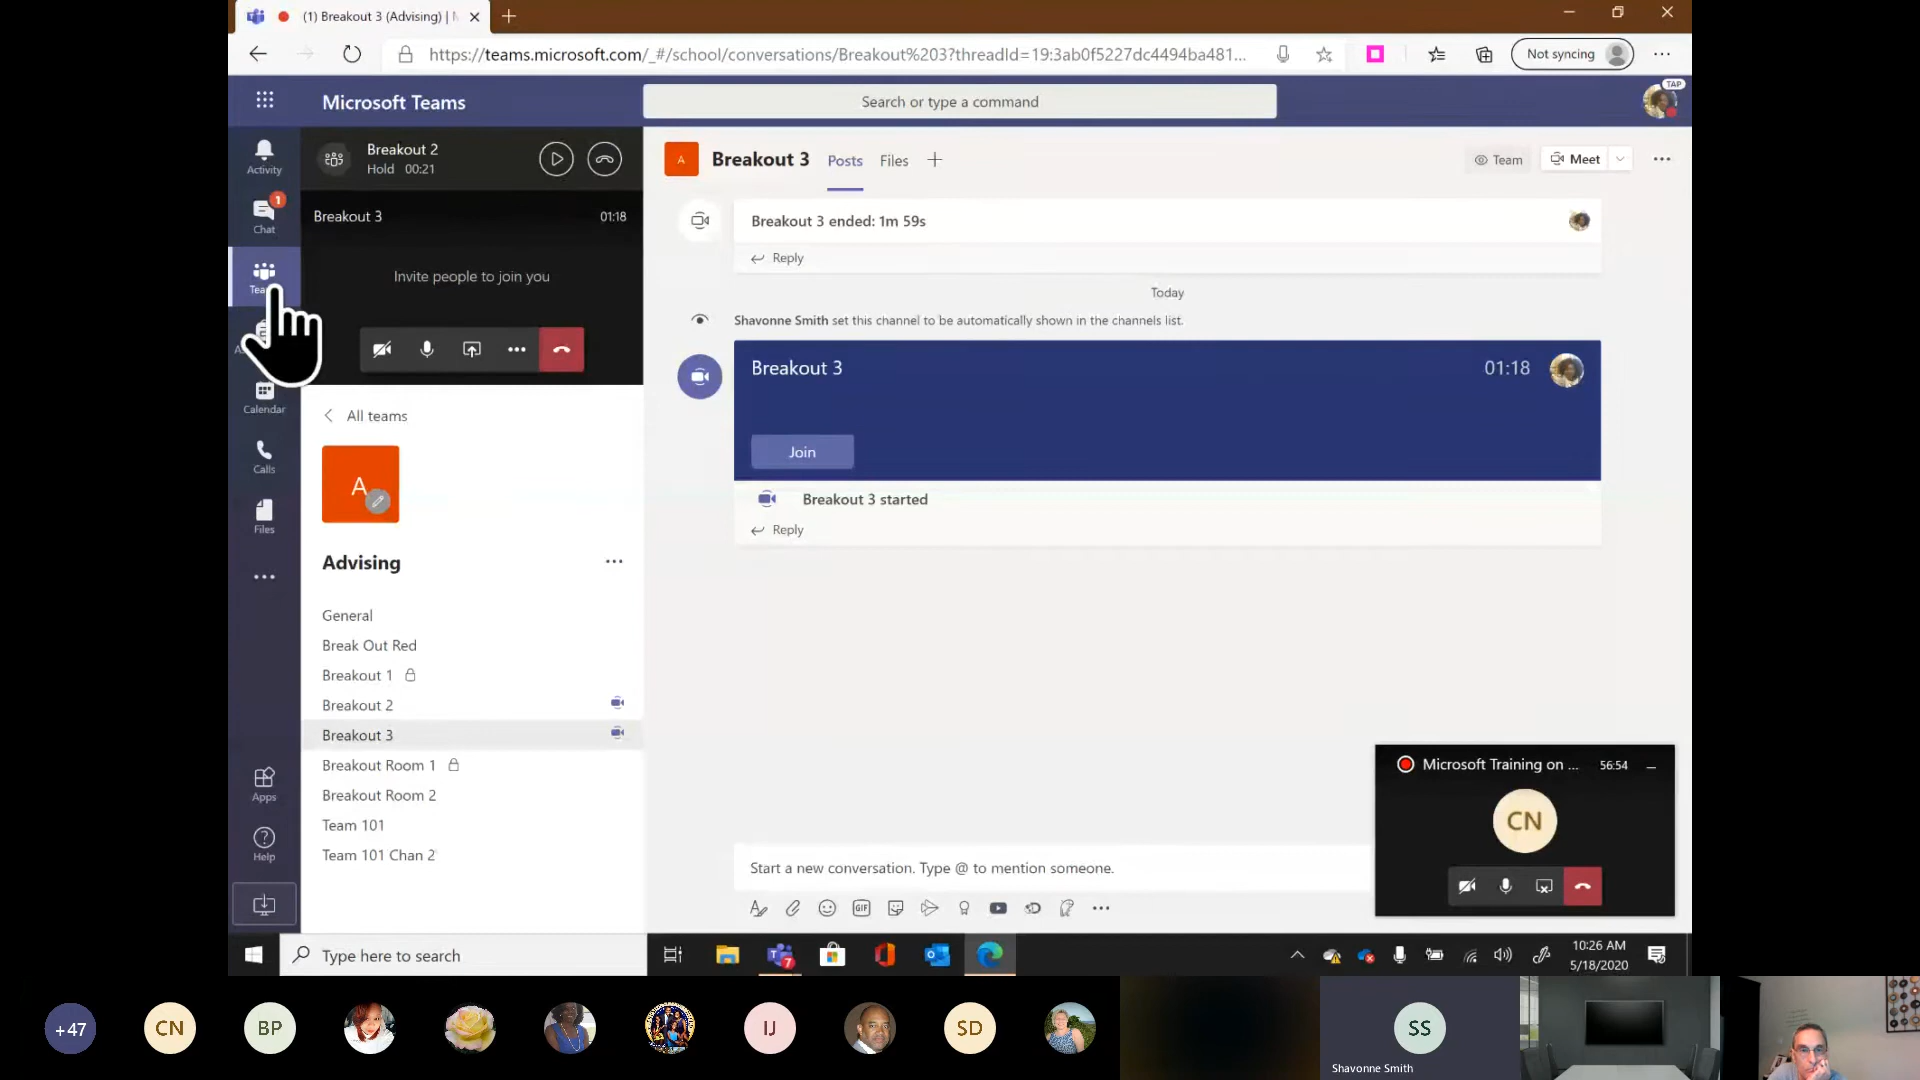 (1) Breakout 3 (Advising) |
https://teams.microsoft.com/_#/school/conversations/Breakout%203?threadId=19:3ab0f5227dc4494ba481...
Not syncing
Microsoft Teams
Search or type a command
TAP
Activity
1
Chat
Calendar
Calls
Files
Apps
Help
Breakout 2
Hold 00:21
Breakout 3
01:18
Invite people to join you
All teams
A
Advising
General
Break Out Red
Breakout 1
Breakout 2
Breakout 3
Breakout Room 1
Breakout Room 2
Team 101
Team 101 Chan 2
A
Breakout 3
Posts
Files
Team
Meet
Breakout 3 ended: 1m 59s
Reply
Today
Shavonne Smith set this channel to be automatically shown in the channels list.
Breakout 3
01:18
Join
Breakout 3 started
Reply
Start a new conversation. Type @ to mention someone.
GIF
Microsoft Training on ...
56:54
CN
Type here to search
7
10:26 AM
5/18/2020
+47
CN
BP
IJ
SD
SS
Shavonne Smith